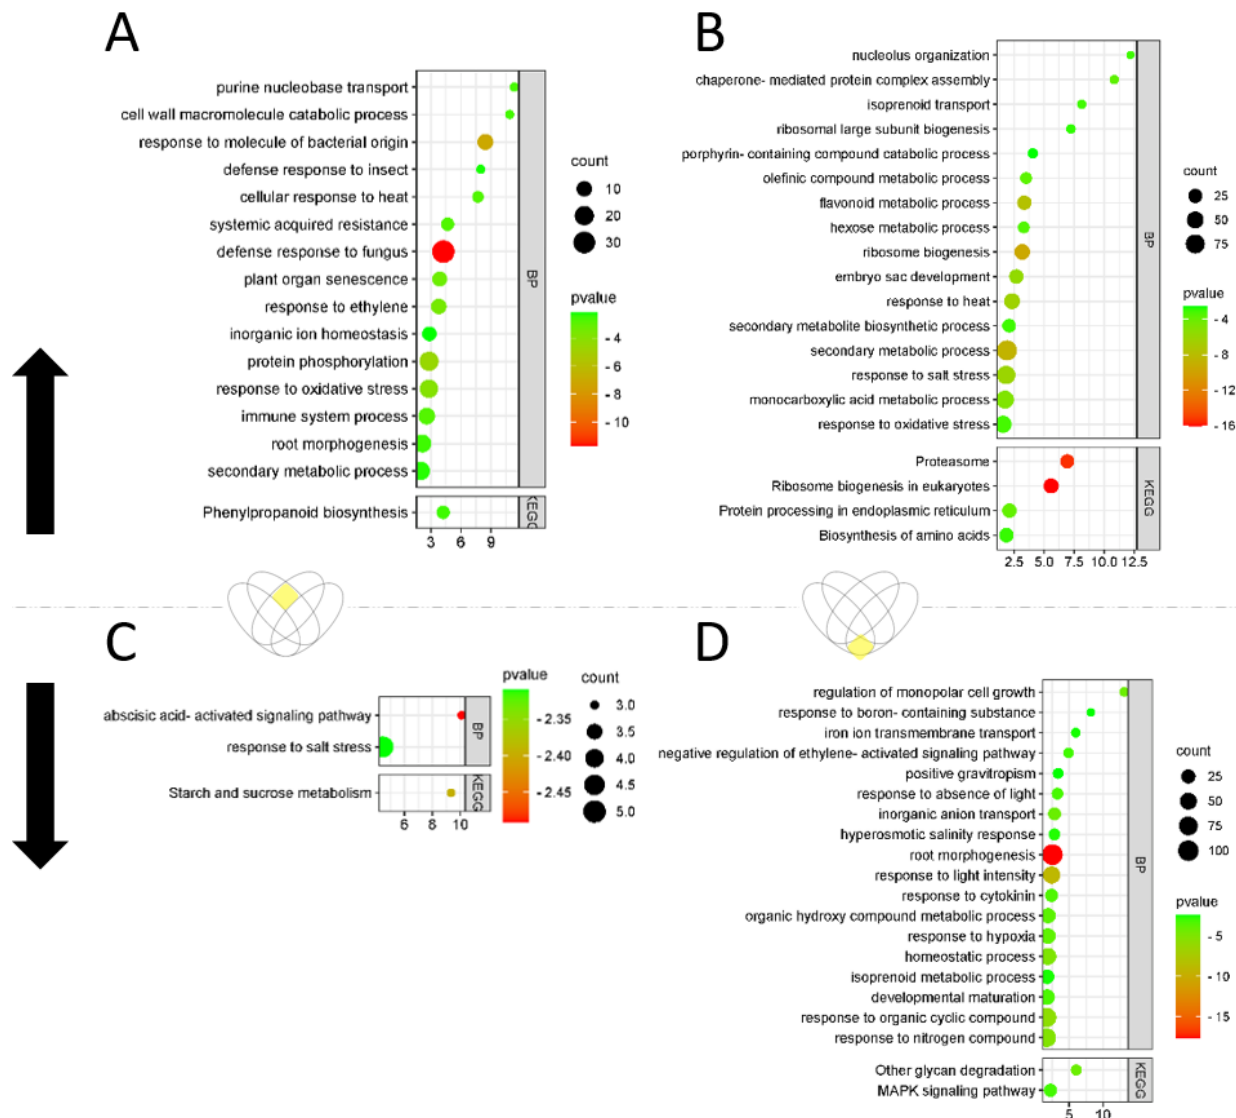 A
purine nucleobase transport
cell wall macromolecule catabolic process
response to molecule of bacterial origin
defense response to insect
cellular response to heat
systemic acquired resistance
defense response to fungus
plant organ senescence
response to ethylene
inorganic ion homeostasis
protein phosphorylation
response to oxidative stress
immune system process
root morphogenesis
secondary metabolic process
BP
Phenylpropanoid biosynthesis
KEGG
3 6 9
count
10
20
30
pvalue
- 4
- 6
- 8
- 10
B
nucleolus organization
chaperone- mediated protein complex assembly
isoprenoid transport
ribosomal large subunit biogenesis
porphyrin- containing compound catabolic process
olefinic compound metabolic process
flavonoid metabolic process
hexose metabolic process
ribosome biogenesis
embryo sac development
response to heat
secondary metabolite biosynthetic process
secondary metabolic process
response to salt stress
monocarboxylic acid metabolic process
response to oxidative stress
BP
Proteasome
Ribosome biogenesis in eukaryotes
Protein processing in endoplasmic reticulum
Biosynthesis of amino acids
KEGG
2.5 5.0 7.5 10.0 12.5
count
25
50
75
pvalue
- 4
- 8
- 12
- 16
C
abscisic acid- activated signaling pathway
response to salt stress
BP
Starch and sucrose metabolism
KEGG
6 8 10
pvalue
- 2.35
- 2.40
- 2.45
count
3.0
3.5
4.0
4.5
5.0
D
regulation of monopolar cell growth
response to boron- containing substance
iron ion transmembrane transport
negative regulation of ethylene- activated signaling pathway
positive gravitropism
response to absence of light
inorganic anion transport
hyperosmotic salinity response
root morphogenesis
response to light intensity
response to cytokinin
organic hydroxy compound metabolic process
response to hypoxia
homeostatic process
isoprenoid metabolic process
developmental maturation
response to organic cyclic compound
response to nitrogen compound
BP
Other glycan degradation
MAPK signaling pathway
KEGG
5 10
count
25
50
75
100
pvalue
- 5
- 10
- 15